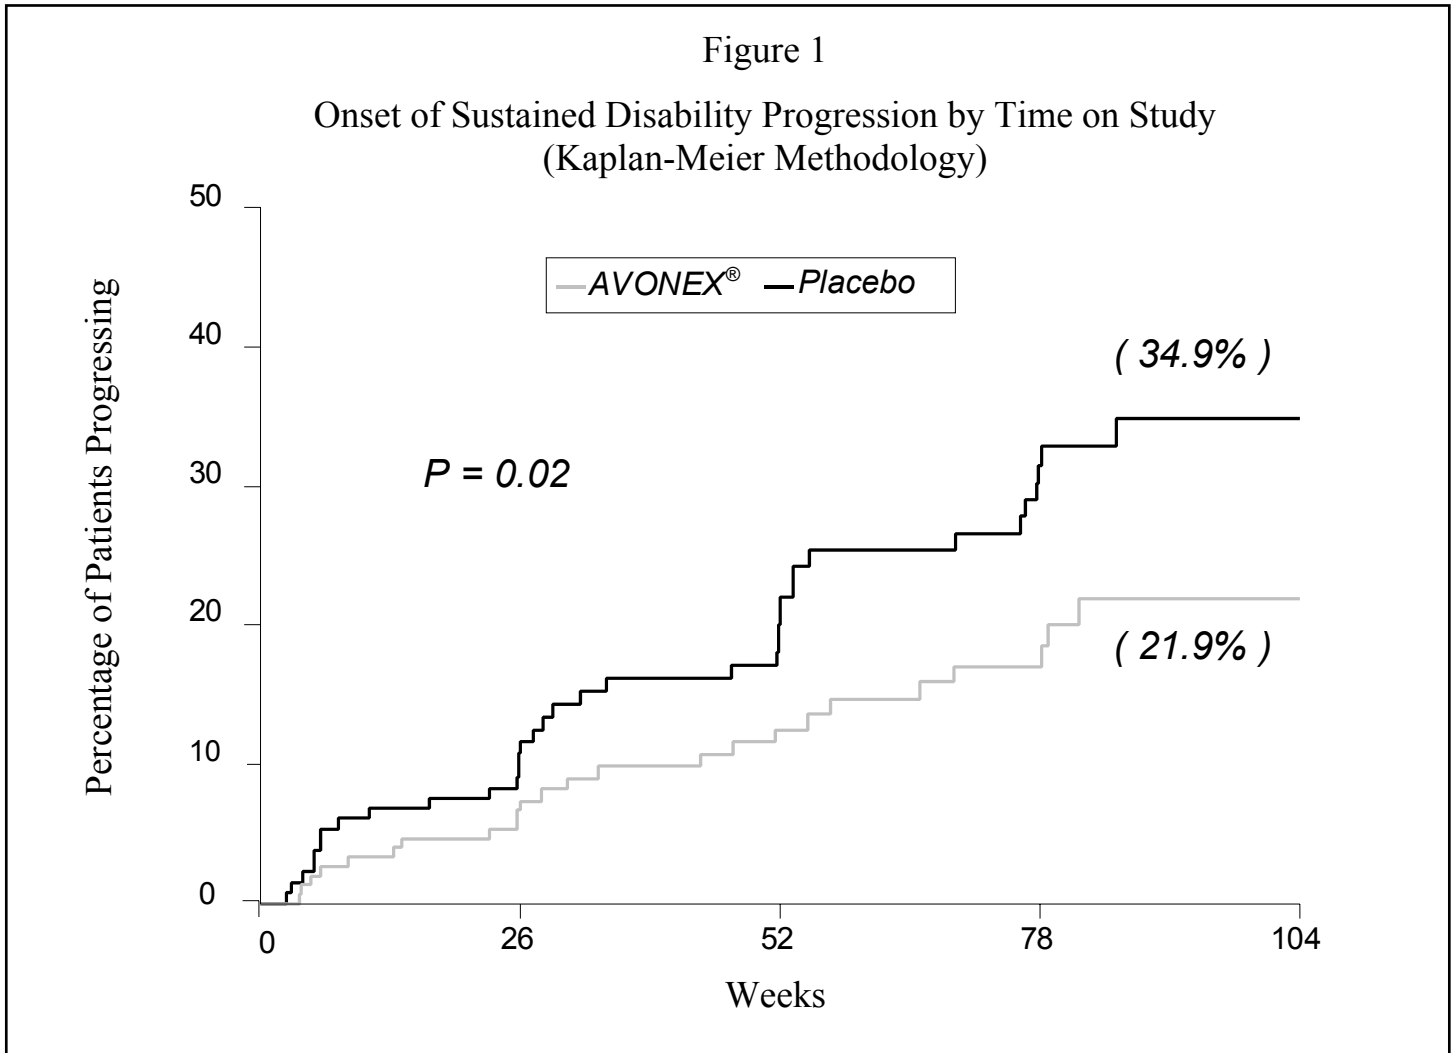 Figure 1
Onset of Sustained Disability Progression by Time on Study
(Kaplan-Meier Methodology)
50
AVONEX® Placebo
40
( 34.9% )
P = 0.02
30
20
( 21.9% )
10
0
Percentage of Patients Progressing
0 26 52 78 104
Weeks